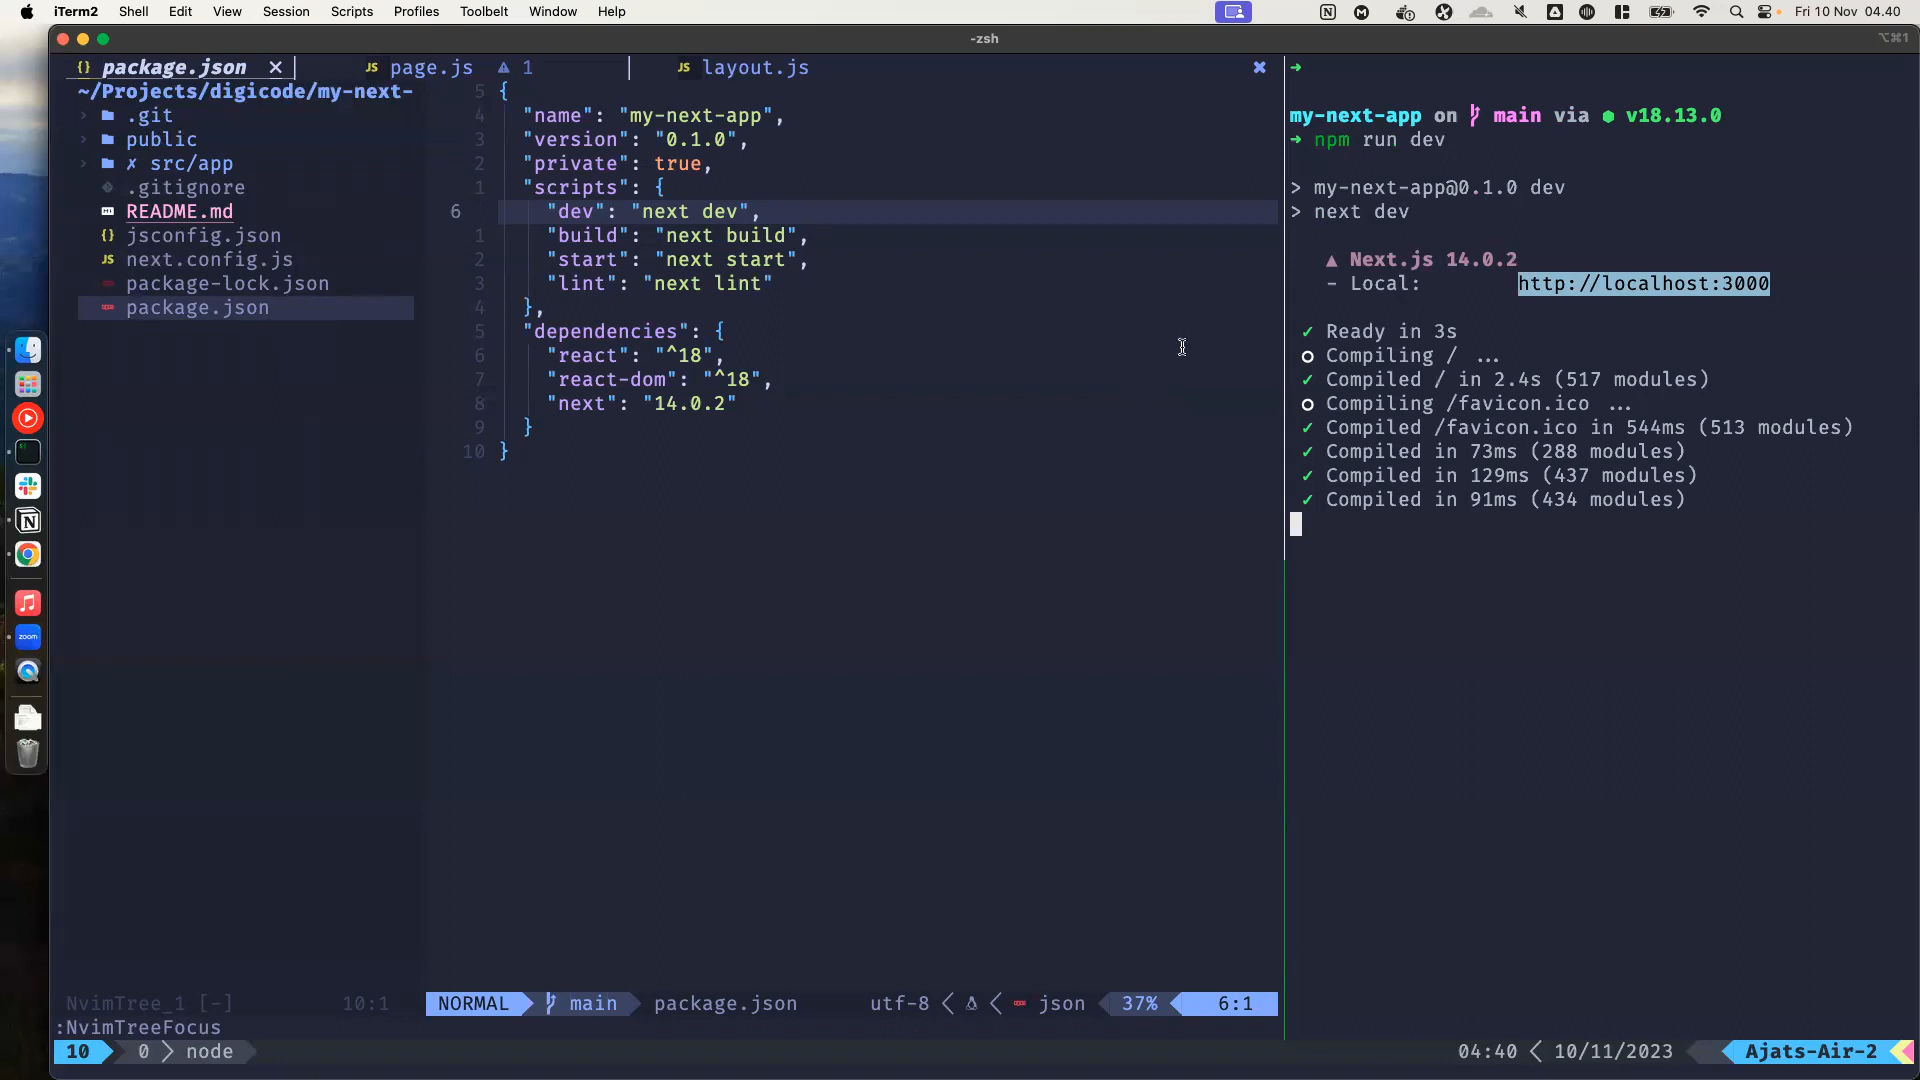 iTerm2 Shell Edit View Session Scripts Profiles Toolbelt Window Help Fri 10 Nov 04.40
-zsh ⌥⌘1
{} package.json ✕ JS page.js 1 JS layout.js ✖
~/Projects/digicode/my-next-
.git
public
✗ src/app
.gitignore
README.md
{} jsconfig.json
JS next.config.js
package-lock.json
package.json
5 {
4 "name": "my-next-app",
3 "version": "0.1.0",
2 "private": true,
1 "scripts": {
6 "dev": "next dev",
1 "build": "next build",
2 "start": "next start",
3 "lint": "next lint"
4 },
5 "dependencies": {
6 "react": "^18",
7 "react-dom": "^18",
8 "next": "14.0.2"
9 }
10 }
➜
my-next-app on main via v18.13.0
➜ npm run dev
> my-next-app@0.1.0 dev
> next dev
▲ Next.js 14.0.2
- Local: http://localhost:3000
✓ Ready in 3s
○ Compiling / ...
✓ Compiled / in 2.4s (517 modules)
○ Compiling /favicon.ico ...
✓ Compiled /favicon.ico in 544ms (513 modules)
✓ Compiled in 73ms (288 modules)
✓ Compiled in 129ms (437 modules)
✓ Compiled in 91ms (434 modules)
zoom
NvimTree_1 [-] 10:1 NORMAL main package.json utf-8 json 37% 6:1
:NvimTreeFocus
10 0 node 04:40 10/11/2023 Ajats-Air-2